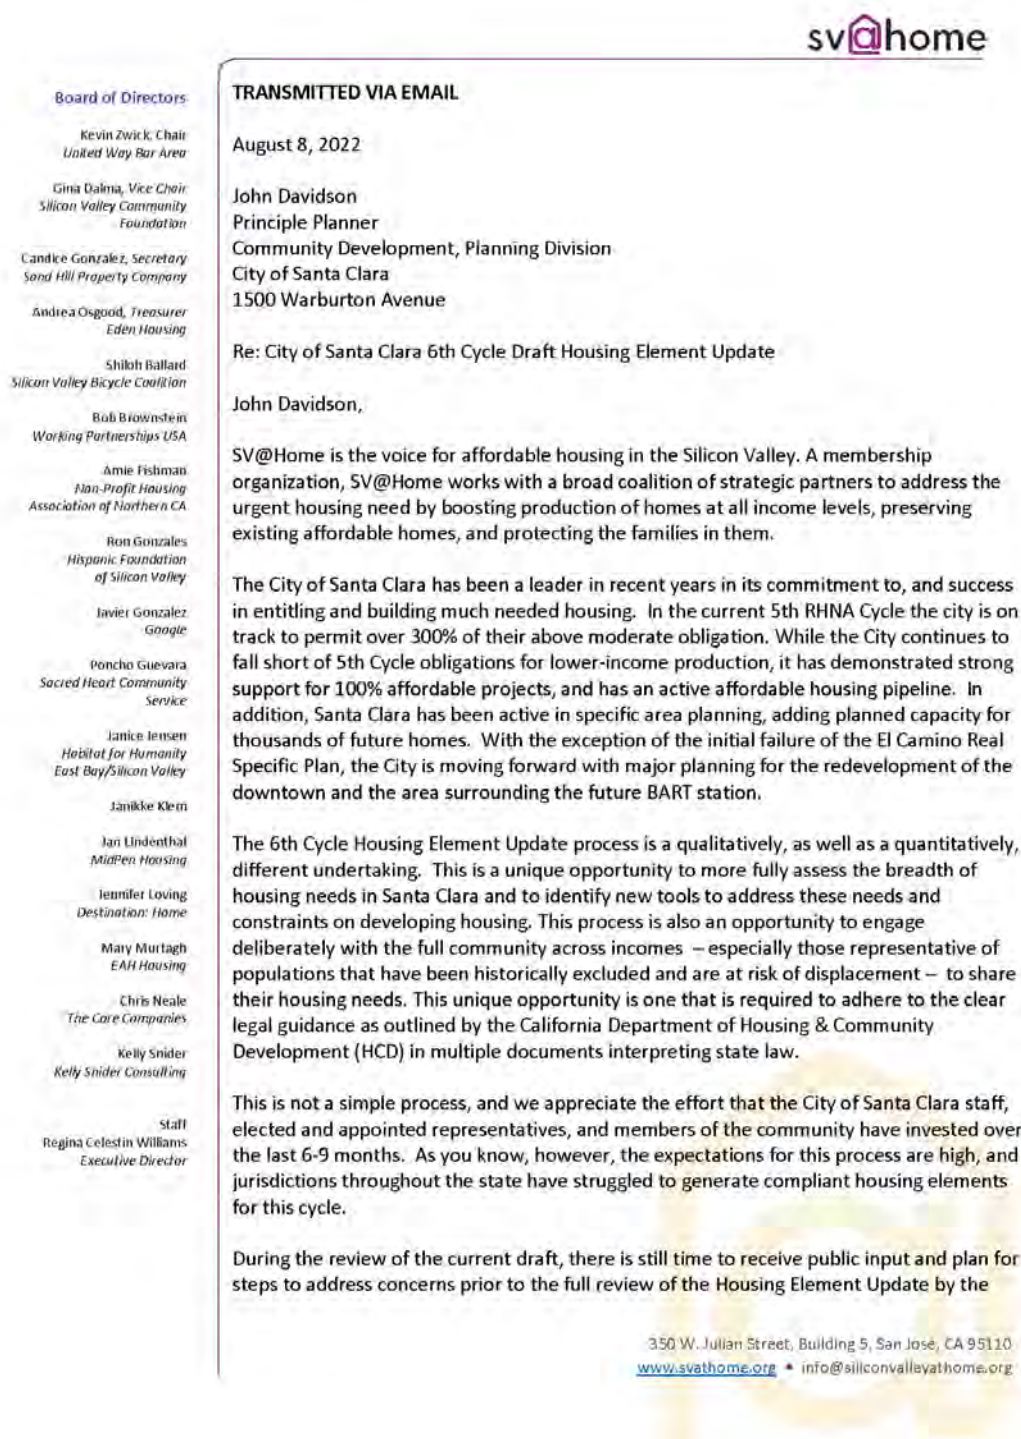 sv@home
Board of Directors
Kevin Zwick, Chair
United Way Bar Area
Gina Dalma, Vice Chair
Silicon Valley Community
Foundation
Candice Gonzalez, Secretary
Sand Hill Property Company
Andrea Osgood, Treasurer
Eden Housing
Shiloh Ballard
Silicon Valley Bicycle Coalition
Bob Brownstein
Working Partnerships USA
Amie Fishman
Non-Profit Housing
Association of Northern CA
Ron Gonzales
Hispanic Foundation
of Silicon Valley
Javier Gonzalez
Google
Poncho Guevara
Sacred Heart Community
Service
Janice Jensen
Habitat for Humanity
East Bay/Silicon Valley
Janikke Klem
Jan Lindenthal
MidPen Housing
Jennifer Loving
Destination: Home
Mary Murtagh
EAH Housing
Chris Neale
The Core Companies
Kelly Snider
Kelly Snider Consulting
Staff
Regina Celestin Williams
Executive Director
TRANSMITTED VIA EMAIL
August 8, 2022
John Davidson
Principle Planner
Community Development, Planning Division
City of Santa Clara
1500 Warburton Avenue
Re: City of Santa Clara 6th Cycle Draft Housing Element Update
John Davidson,
SV@Home is the voice for affordable housing in the Silicon Valley. A membership
organization, SV@Home works with a broad coalition of strategic partners to address the
urgent housing need by boosting production of homes at all income levels, preserving
existing affordable homes, and protecting the families in them.
The City of Santa Clara has been a leader in recent years in its commitment to, and success
in entitling and building much needed housing. In the current 5th RHNA Cycle the city is on
track to permit over 300% of their above moderate obligation. While the City continues to
fall short of 5th Cycle obligations for lower-income production, it has demonstrated strong
support for 100% affordable projects, and has an active affordable housing pipeline. In
addition, Santa Clara has been active in specific area planning, adding planned capacity for
thousands of future homes. With the exception of the initial failure of the El Camino Real
Specific Plan, the City is moving forward with major planning for the redevelopment of the
downtown and the area surrounding the future BART station.
The 6th Cycle Housing Element Update process is a qualitatively, as well as a quantitatively,
different undertaking. This is a unique opportunity to more fully assess the breadth of
housing needs in Santa Clara and to identify new tools to address these needs and
constraints on developing housing. This process is also an opportunity to engage
deliberately with the full community across incomes – especially those representative of
populations that have been historically excluded and are at risk of displacement – to share
their housing needs. This unique opportunity is one that is required to adhere to the clear
legal guidance as outlined by the California Department of Housing & Community
Development (HCD) in multiple documents interpreting state law.
This is not a simple process, and we appreciate the effort that the City of Santa Clara staff,
elected and appointed representatives, and members of the community have invested over
the last 6-9 months. As you know, however, the expectations for this process are high, and
jurisdictions throughout the state have struggled to generate compliant housing elements
for this cycle.
During the review of the current draft, there is still time to receive public input and plan for
steps to address concerns prior to the full review of the Housing Element Update by the
350 W. Julian Street, Building 5, San Jose, CA 95110
www.svathome.org • info@siliconvalleyathome.org